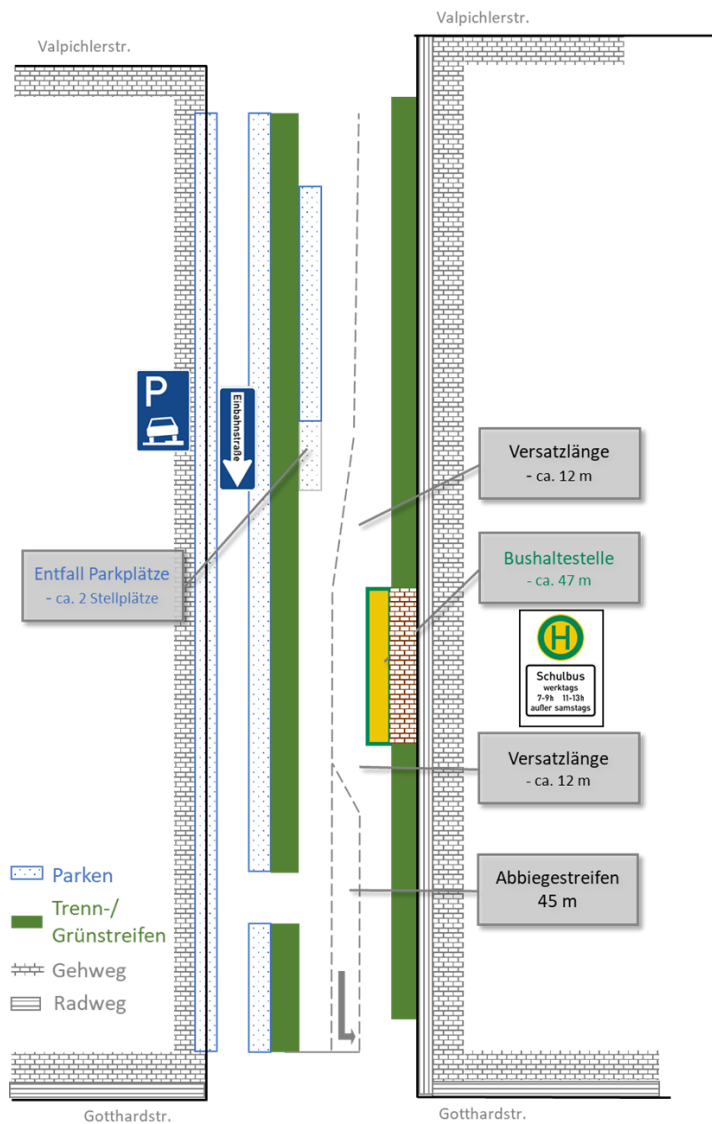 Valpichlerstr.
Valpichlerstr.
P
Einbahnstraße
Versatzlänge
- ca. 12 m
Bushaltestelle
- ca. 47 m
Entfall Parkplätze
- ca. 2 Stellplätze
H
Schulbus
werktags
7-9h 11-13h
außer samstags
Versatzlänge
- ca. 12 m
Abbiegestreifen
45 m
Parken
Trenn-/
Grünstreifen
Gehweg
Radweg
Gotthardstr.
Gotthardstr.